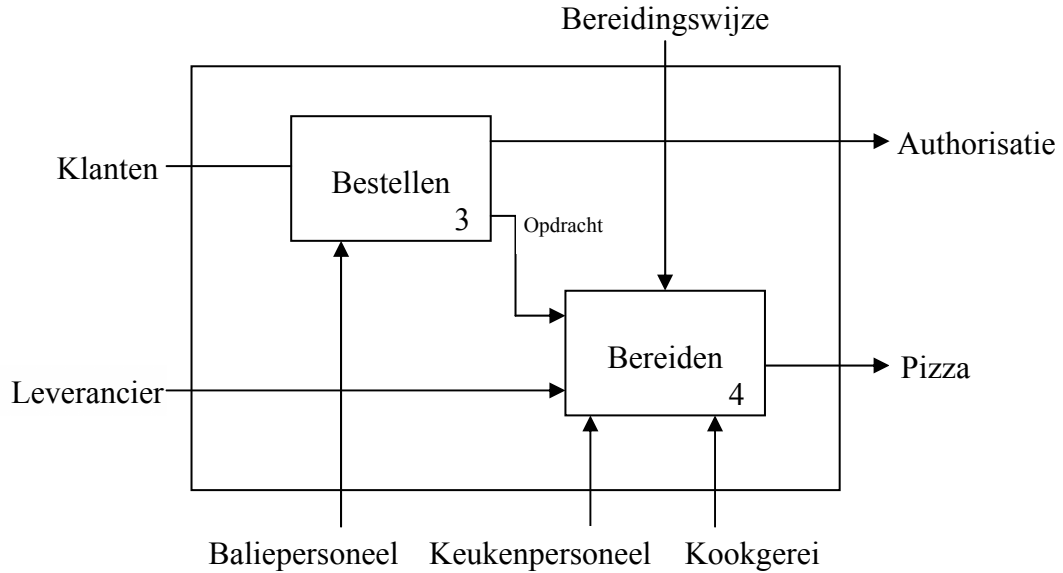 Bereidingswijze
Authorisatie
Klanten
Bestellen
3
Opdracht
Bereiden
4
Pizza
Leverancier
Baliepersoneel
Keukenpersoneel
Kookgerei